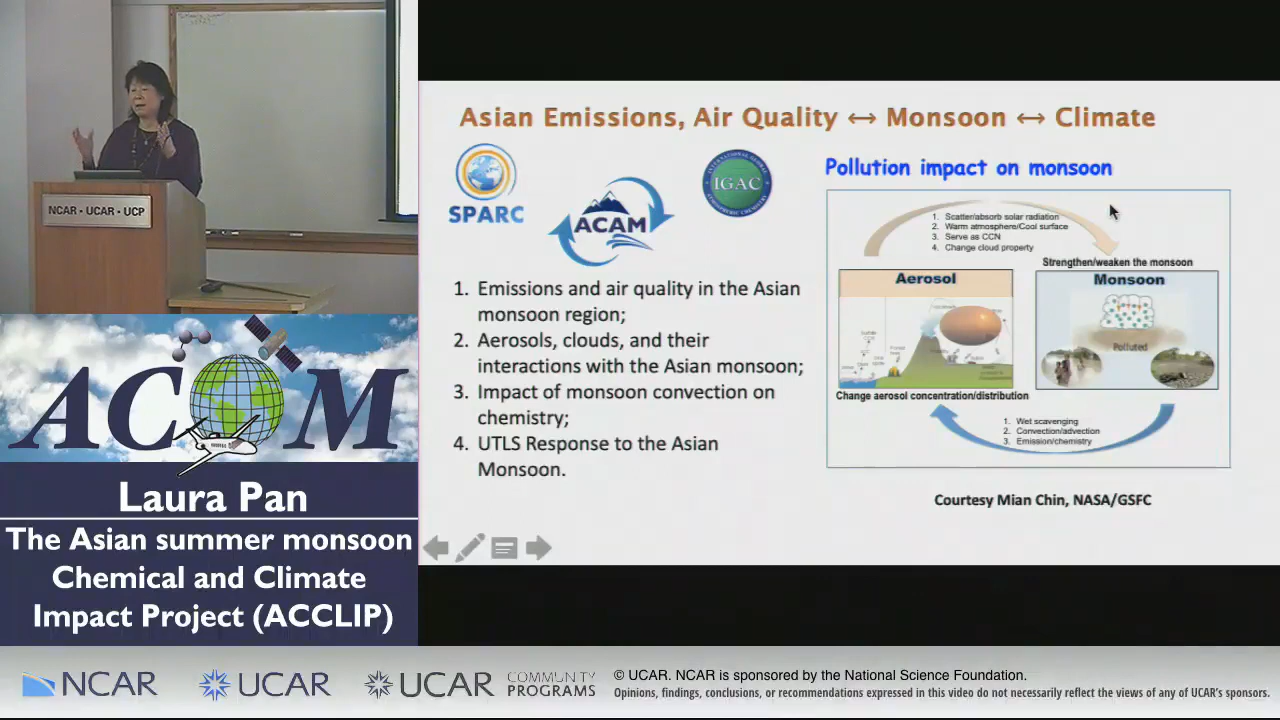 NCAR • UCAR • UCP
ACOM
Laura Pan
The Asian summer monsoon
Chemical and Climate
Impact Project (ACCLIP)
Asian Emissions, Air Quality ↔ Monsoon ↔ Climate
SPARC
ACAM
IGAC
1. Emissions and air quality in the Asian
monsoon region;
2. Aerosols, clouds, and their
interactions with the Asian monsoon;
3. Impact of monsoon convection on
chemistry;
4. UTLS Response to the Asian
Monsoon.
Pollution impact on monsoon
1. Scatter/absorb solar radiation
2. Warm atmosphere/Cool surface
3. Serve as CCN
4. Change cloud property
Strengthen/weaken the monsoon
Aerosol
Monsoon
Polluted
Change aerosol concentration/distribution
1. Wet scavenging
2. Convection/advection
3. Emission/chemistry
Courtesy Mian Chin, NASA/GSFC
NCAR
UCAR
UCAR
COMMUNITY
PROGRAMS
© UCAR. NCAR is sponsored by the National Science Foundation.
Opinions, findings, conclusions, or recommendations expressed in this video do not necessarily reflect the views of any of UCAR's sponsors.